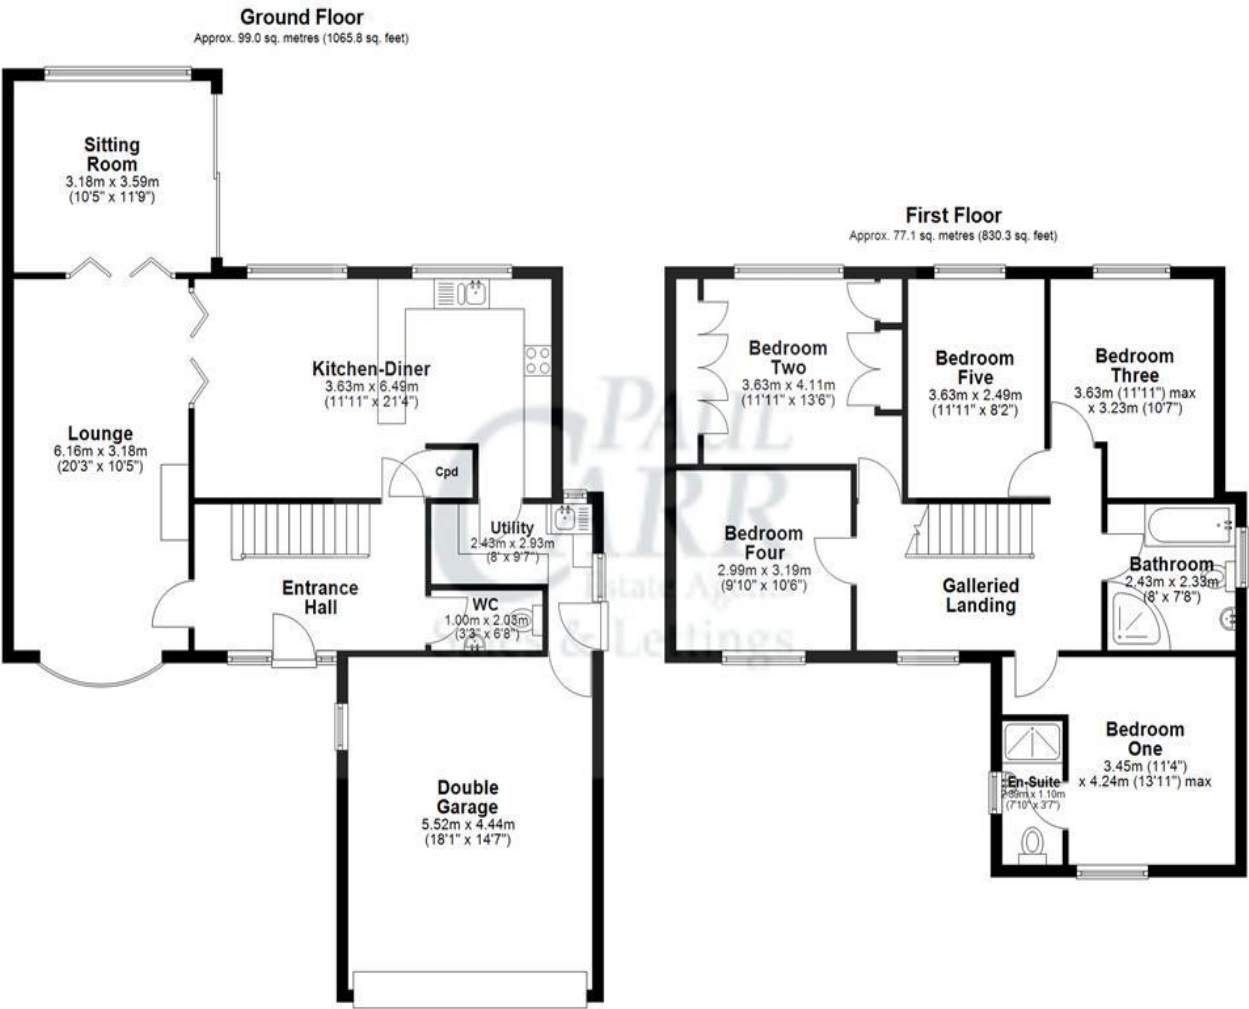 Ground Floor
Approx. 99.0 sq. metres (1065.8 sq. feet)
Sitting
Room
3.18m x 3.59m
(10'5" x 11'9")
Kitchen-Diner
3.63m x 6.49m
(11'11" x 21'4")
Lounge
6.16m x 3.18m
(20'3" x 10'5")
Cpd
Utility
2.43m x 2.93m
(8' x 9'7")
Entrance
Hall
WC
1.00m x 2.03m
(3'3" x 6'8")
Double
Garage
5.52m x 4.44m
(18'1" x 14'7")
First Floor
Approx. 77.1 sq. metres (830.3 sq. feet)
Bedroom
Two
3.63m x 4.11m
(11'11" x 13'6")
Bedroom
Five
3.63m x 2.49m
(11'11" x 8'2")
Bedroom
Three
3.63m (11'11") max
x 3.23m (10'7")
Bedroom
Four
2.99m x 3.19m
(9'10" x 10'6")
Galleried
Landing
Bathroom
2.43m x 2.33m
(8' x 7'8")
Bedroom
One
3.45m (11'4")
x 4.24m (13'11") max
En-Suite
2.39m x 1.10m
(7'10" x 3'7")
PAUL
CARR
Estate Agents
Sales & Lettings